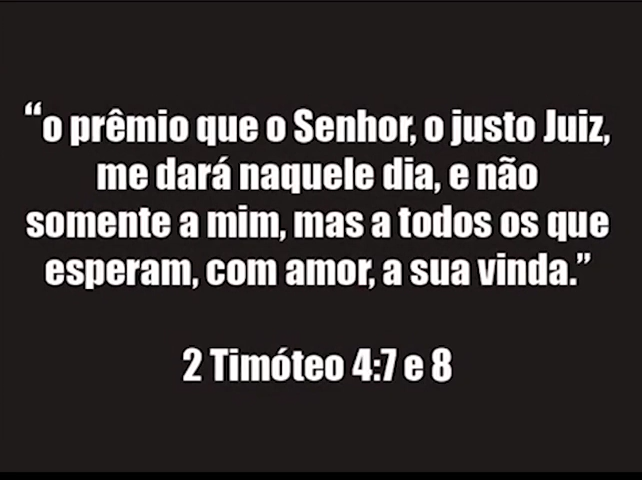 “o prêmio que o Senhor, o justo Juiz,
me dará naquele dia, e não
somente a mim, mas a todos os que
esperam, com amor, a sua vinda.”
2 Timóteo 4:7 e 8